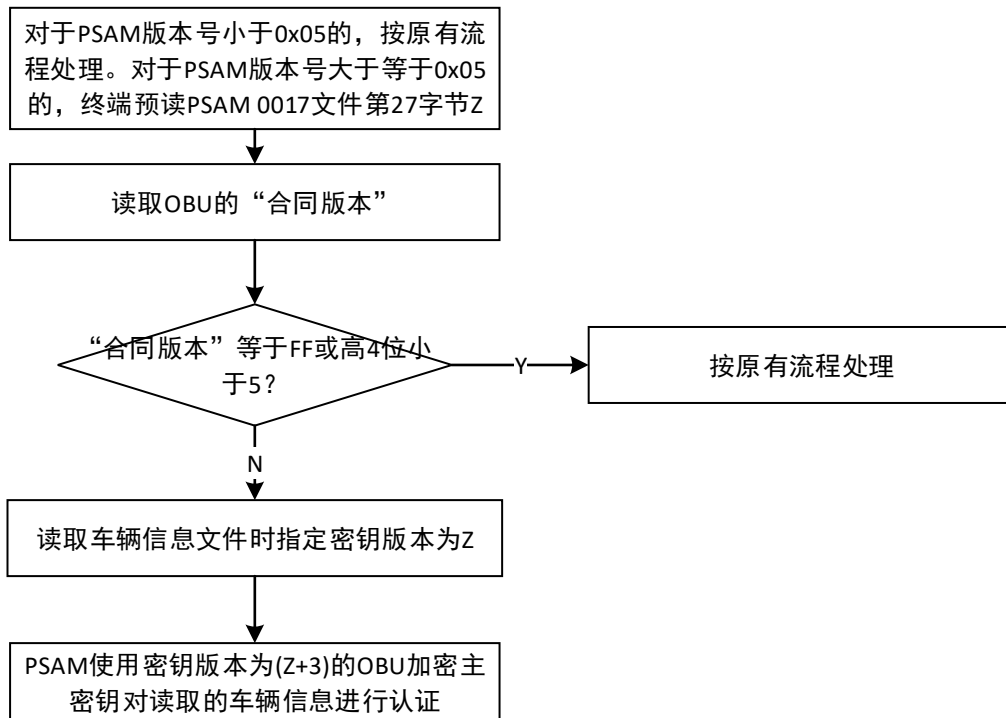 对于PSAM版本号小于0x05的，按原有流
程处理。对于PSAM版本号大于等于0x05
的，终端预读PSAM 0017文件第27字节Z
读取OBU的“合同版本”
“合同版本”等于FF或高4位小
于5？
Y
按原有流程处理
N
读取车辆信息文件时指定密钥版本为Z
PSAM使用密钥版本为(Z+3)的OBU加密主
密钥对读取的车辆信息进行认证